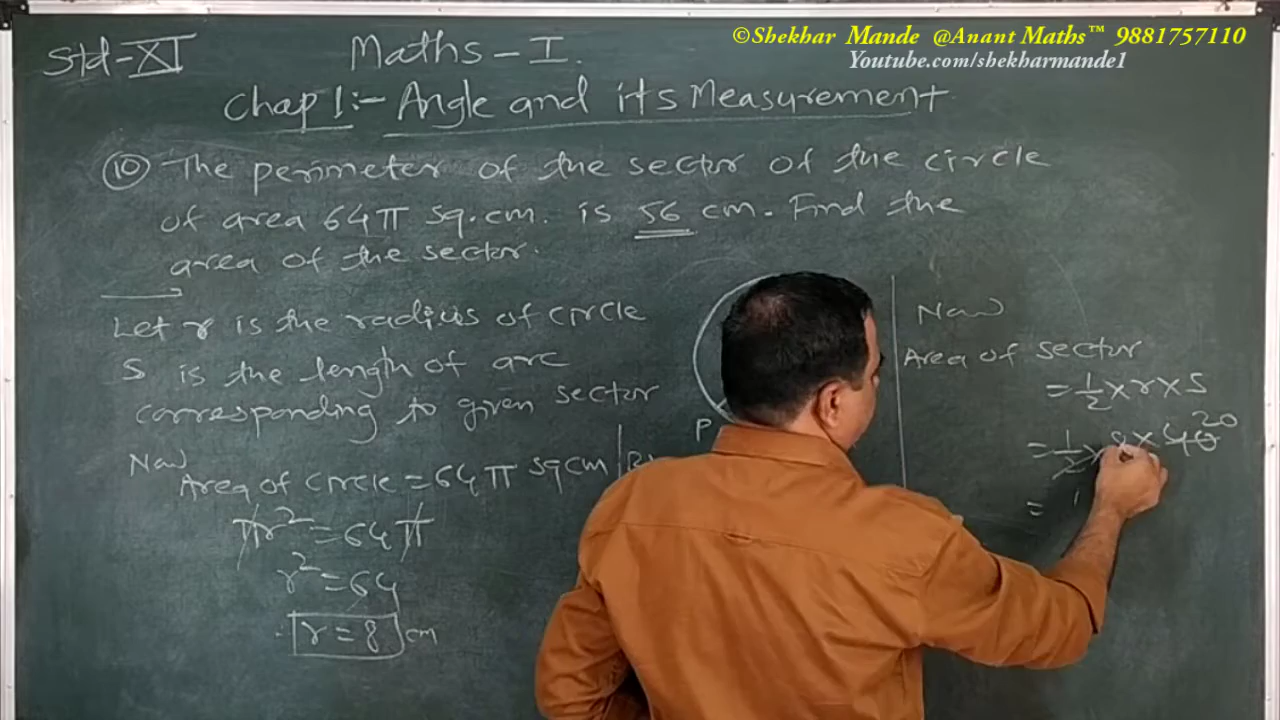 ©Shekhar Mande @Anant Maths™ 9881757110
Youtube.com/shekharmande1
Std-XI Maths-I.
Chap 1:- Angle and its Measurement
⑩ The perimeter of the sector of the circle
of area 64π sq.cm. is 56 cm. Find the
area of the sector.
Let r is the radius of circle
S is the length of arc
corresponding to given sector
Now
Area of circle = 64π sqcm
πr² = 64π
r² = 64
r = 8 cm
P
Now
Area of sector
= 1/2 × r × S
= 1/2 × 8 × 40 20
= 1